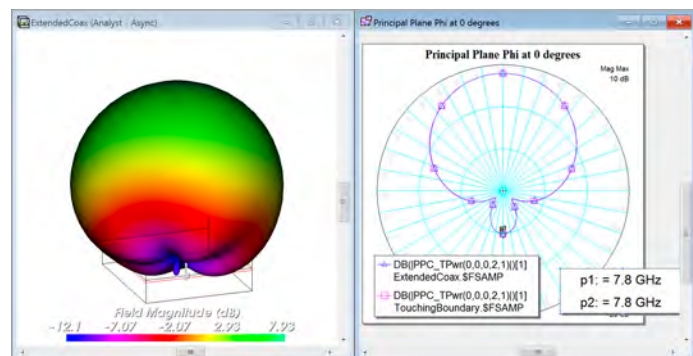 ExtendedCoax (Analyst - Async)
Field Magnitude (dB)
-12.1 -7.07 -2.07 2.93 7.93
Principal Plane Phi at 0 degrees
Principal Plane Phi at 0 degrees
Mag Max
10 dB
DB(|PPC_TPwr(0,0,0,2,1)|)[1]
ExtendedCoax.$FSAMP
DB(|PPC_TPwr(0,0,0,2,1)|)[1]
TouchingBoundary.$FSAMP
p1: = 7.8 GHz
p2: = 7.8 GHz